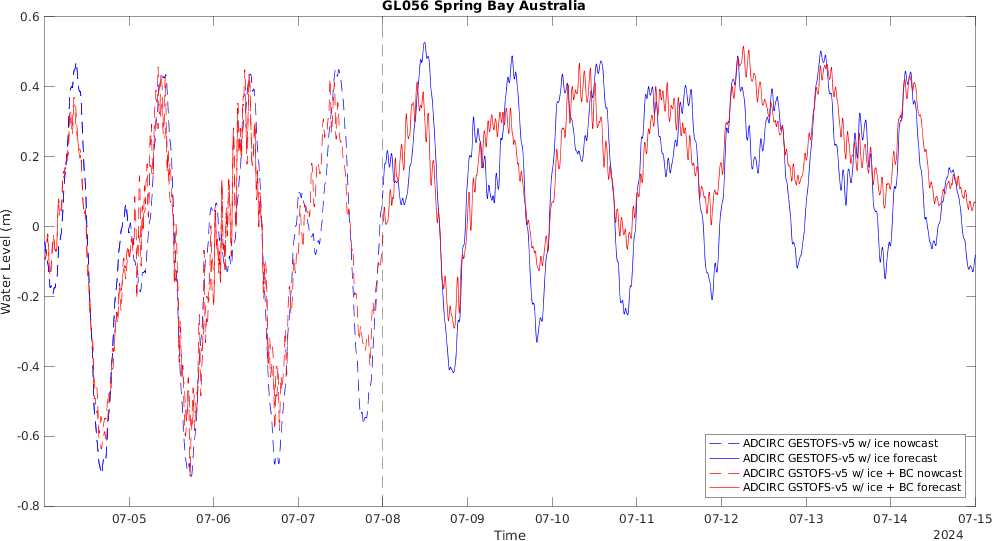 GL056 Spring Bay Australia
0.6
0.4
0.2
0
-0.2
-0.4
-0.6
-0.8
Water Level (m)
ADCIRC GESTOFS-v5 w/ ice nowcast
ADCIRC GESTOFS-v5 w/ ice forecast
ADCIRC GSTOFS-v5 w/ ice + BC nowcast
ADCIRC GSTOFS-v5 w/ ice + BC forecast
07-05 07-06 07-07 07-08 07-09 07-10 07-11 07-12 07-13 07-14 07-15
Time
2024